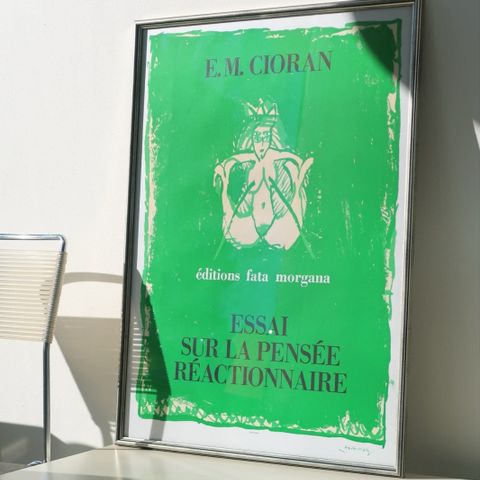 E.M. CIORAN
éditions fata morgana
ESSAI
SUR LA PENSÉE
RÉACTIONNAIRE